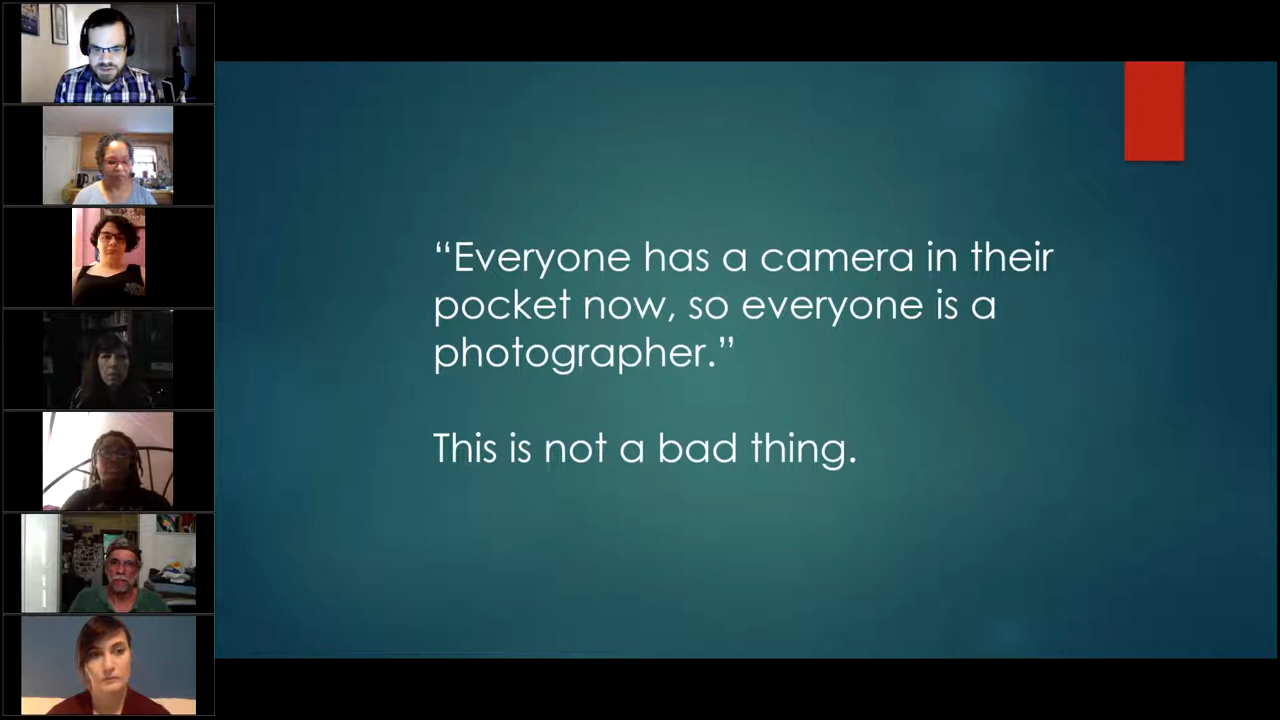 “Everyone has a camera in their
pocket now, so everyone is a
photographer.”
This is not a bad thing.